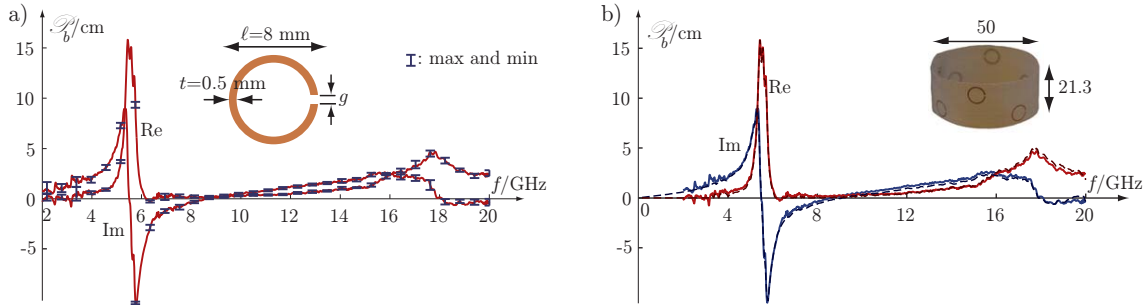 a)
𝒫b/cm
ℓ=8 mm
t=0.5 mm
g
: max and min
Re
Im
f/GHz
15
10
5
0
-5
2 4 6 8 10 12 14 16 18 20
b)
𝒫b/cm
50
21.3
Re
Im
f/GHz
15
10
5
0
-5
0 4 8 12 16 20